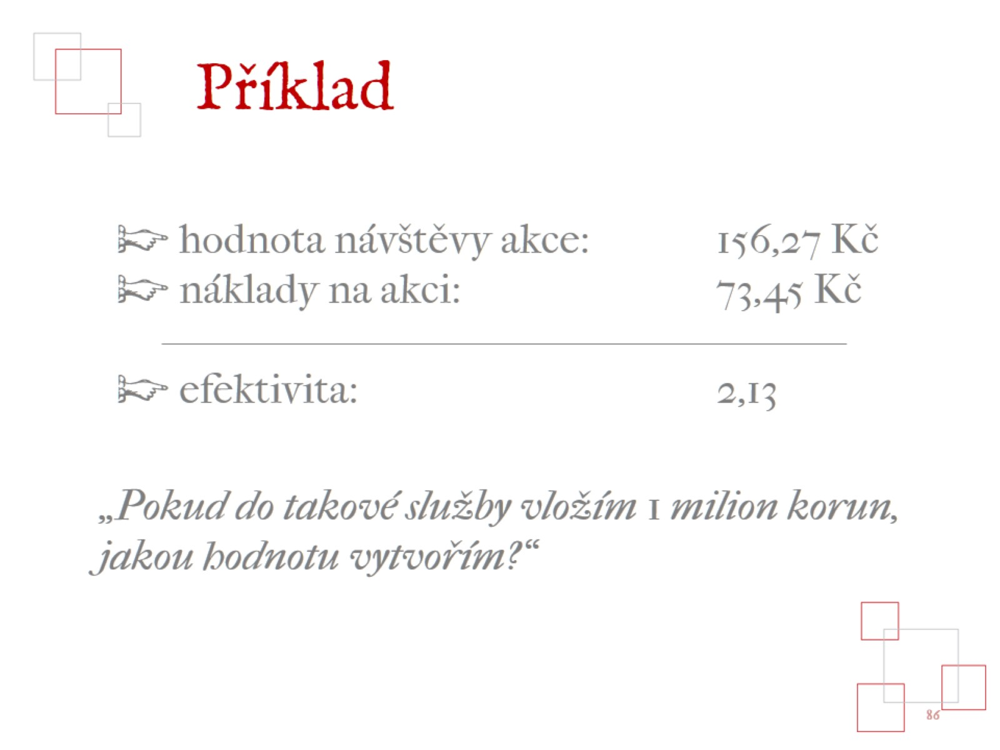 Příklad
hodnota návštěvy akce: 156,27 Kč
náklady na akci: 73,45 Kč
efektivita: 2,13
„Pokud do takové služby vložím 1 milion korun,
jakou hodnotu vytvořím?“
86